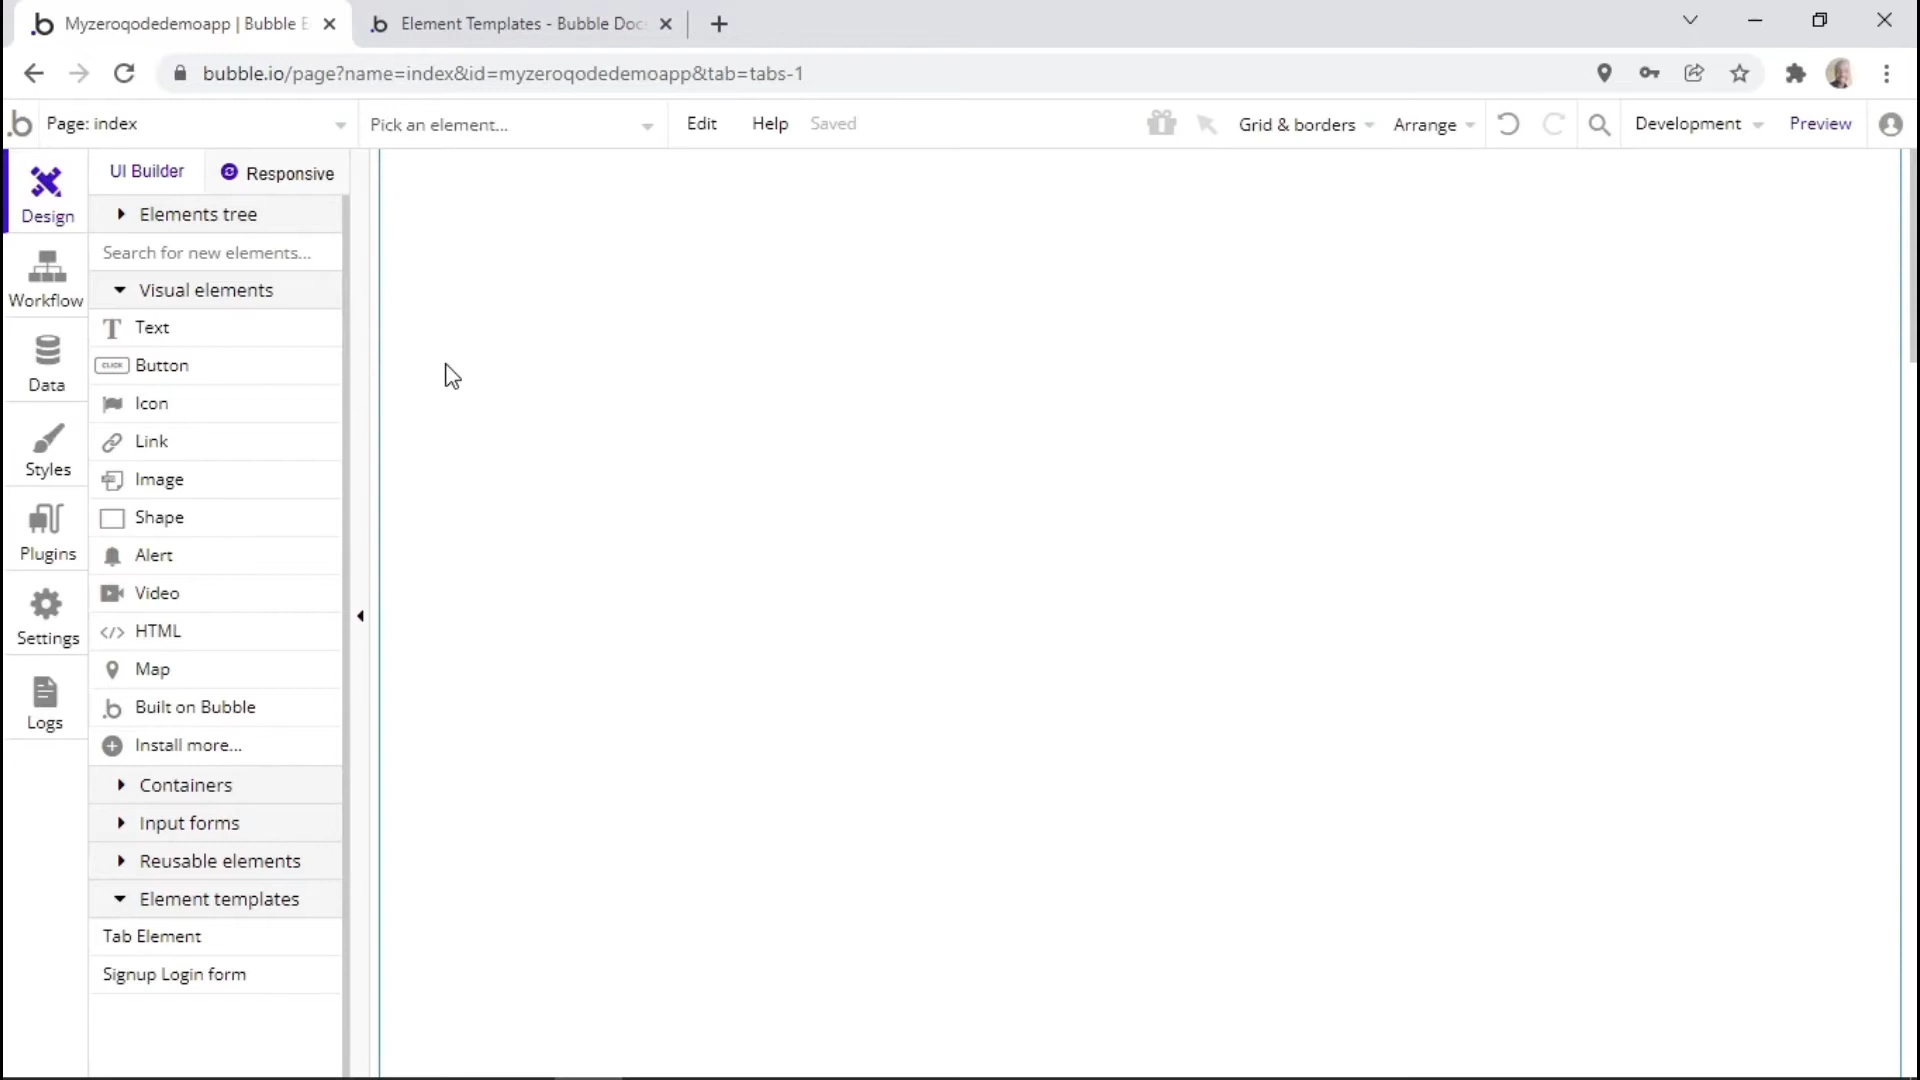 Myzeroqodedemoapp | Bubble E
Element Templates - Bubble Doc
bubble.io/page?name=index&id=myzeroqodedemoapp&tab=tabs-1
Page: index
Pick an element...
Edit
Help
Saved
Grid & borders
Arrange
Development
Preview
Design
Workflow
Data
Styles
Plugins
Settings
Logs
UI Builder
Responsive
Elements tree
Search for new elements...
Visual elements
Text
CLICK Button
Icon
Link
Image
Shape
Alert
Video
</> HTML
Map
Built on Bubble
Install more...
Containers
Input forms
Reusable elements
Element templates
Tab Element
Signup Login form